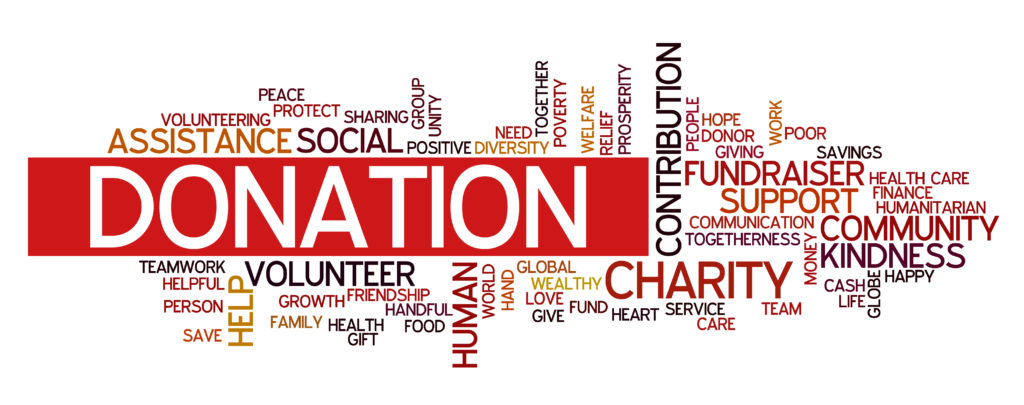 PEACE
VOLUNTEERING
PROTECT
SHARING
GROUP
UNITY
ASSISTANCE
SOCIAL
POSITIVE
NEED
DIVERSITY
TOGETHER
POVERTY
WELFARE
RELIEF
PROSPERITY
CONTRIBUTION
PEOPLE
HOPE
DONOR
GIVING
WORK
POOR
SAVINGS
DONATION
FUNDRAISER
HEALTH CARE
SUPPORT
FINANCE
HUMANITARIAN
COMMUNICATION
COMMUNITY
TOGETHERNESS
MONEY
KINDNESS
TEAMWORK
HELPFUL
PERSON
SAVE
HELP
VOLUNTEER
GROWTH
FRIENDSHIP
FAMILY
HEALTH
GIFT
HANDFUL
FOOD
HUMAN
WORLD
HAND
GLOBAL
WEALTHY
LOVE
GIVE
FUND
CHARITY
HEART
SERVICE
CARE
TEAM
CASH
LIFE
GLOBE
HAPPY